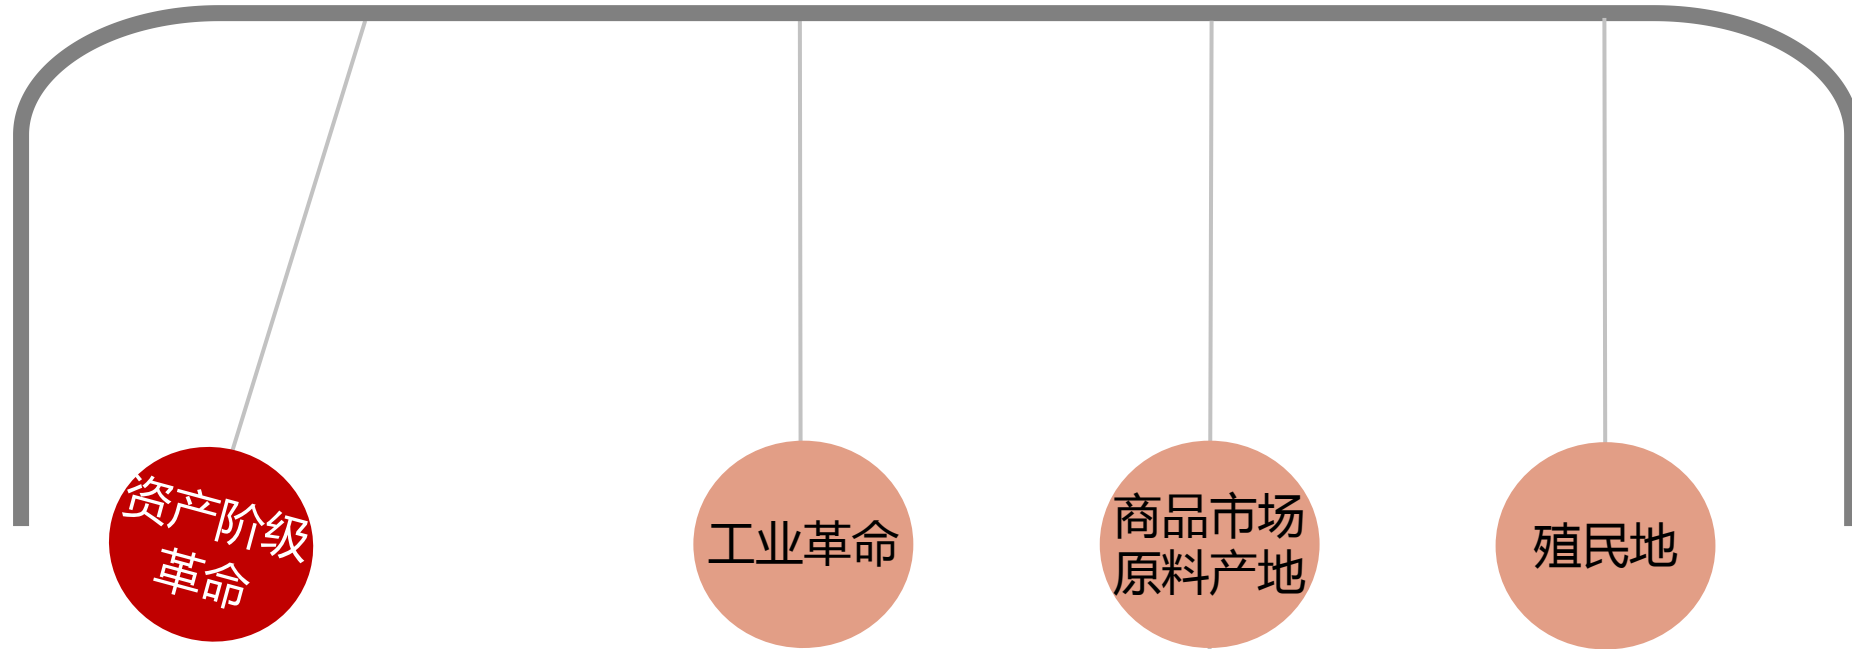 资产阶级
革命
工业革命
商品市场
原料产地
殖民地